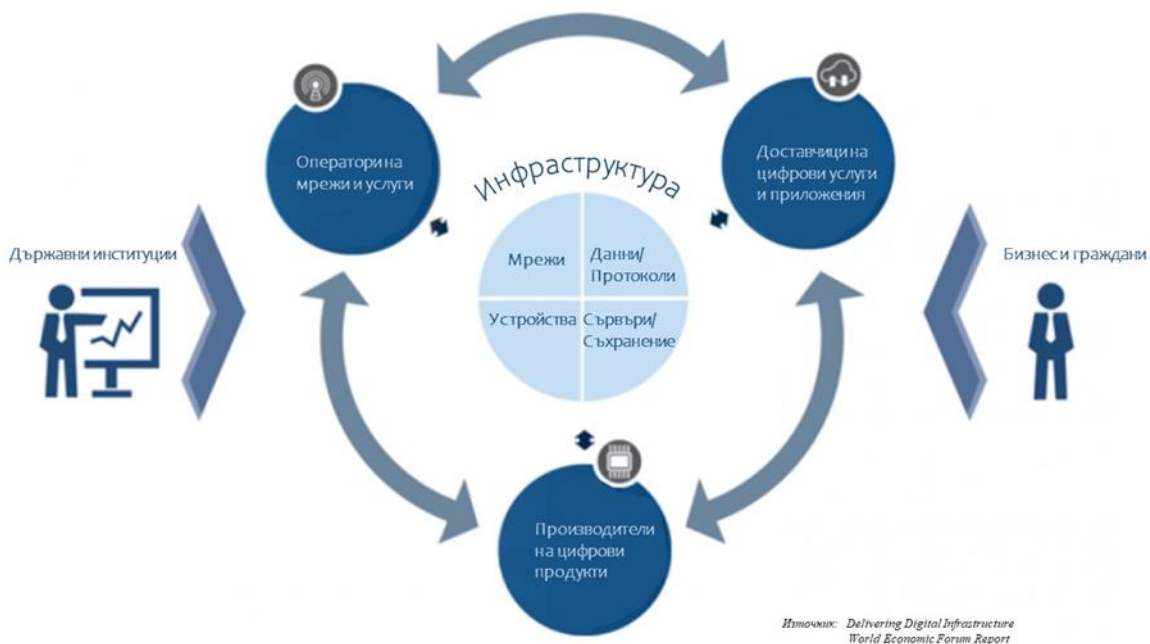 Оператори на
мрежи и услуги
Доставчици на
цифрови услуги
и приложения
Инфраструктура
Държавни институции
Мрежи
Данни/
Протоколи
Бизнес и граждани
Устройства
Сървъри/
Съхранение
Производители
на цифрови
продукти
Източник: Delivering Digital Infrastructure
World Economic Forum Report